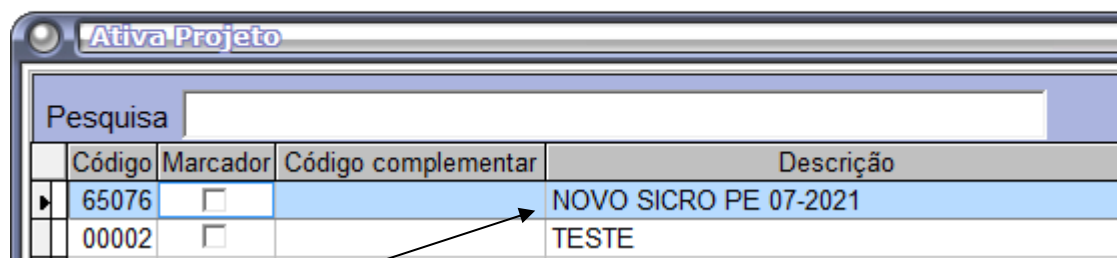 Ativa Projeto
Pesquisa
Código Marcador Código complementar Descrição
65076 NOVO SICRO PE 07-2021
00002 TESTE